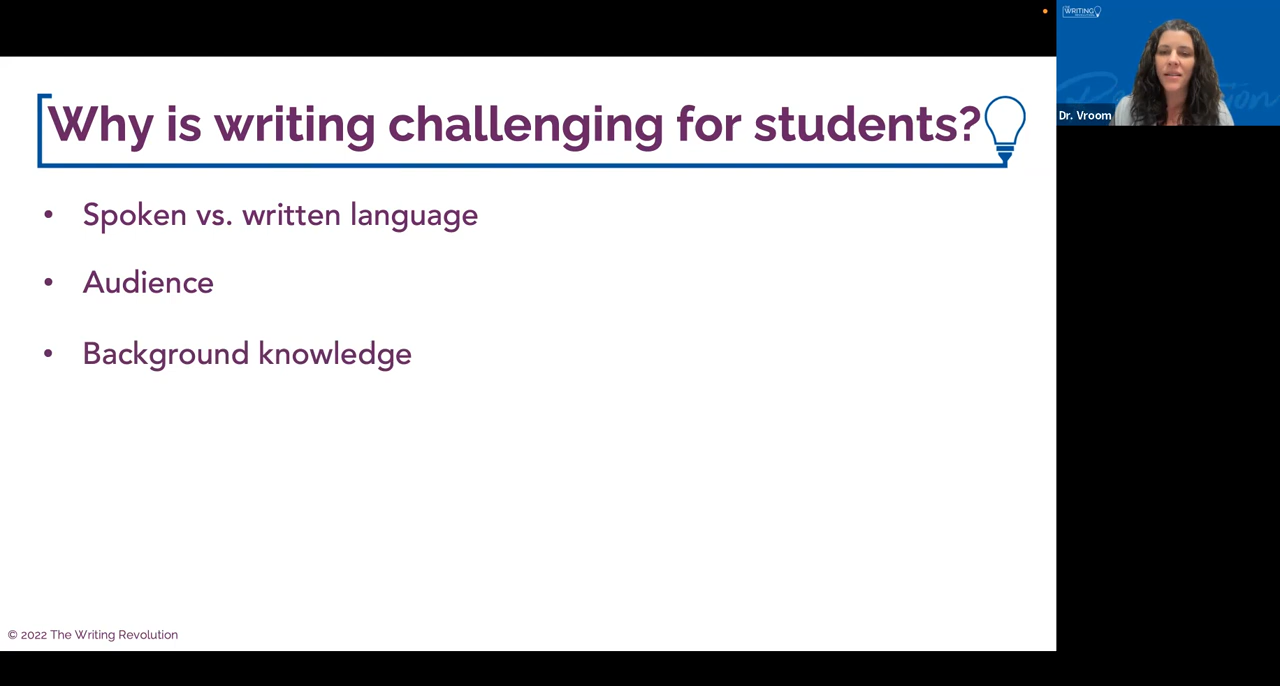 Why is writing challenging for students?
• Spoken vs. written language
• Audience
• Background knowledge
© 2022 The Writing Revolution
WRITING
Dr. Vroom